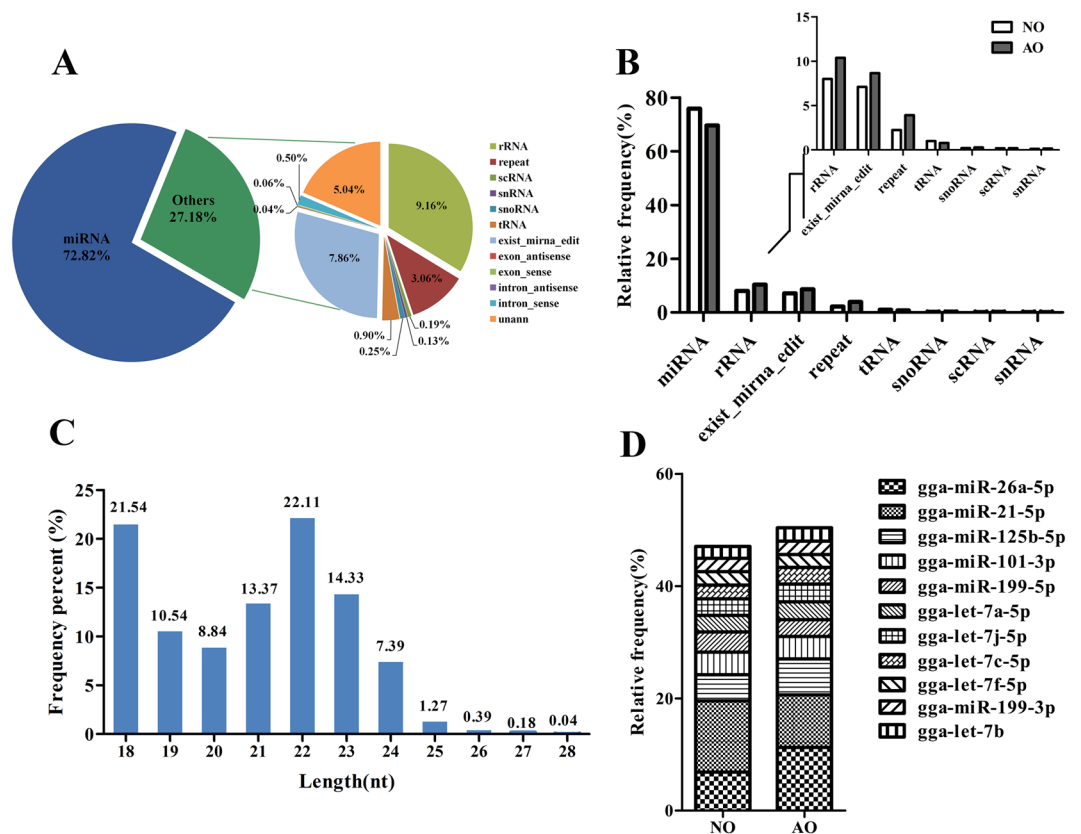 A
miRNA
72.82%
Others
27.18%
0.50%
0.06%
0.04%
5.04%
9.16%
7.86%
3.06%
0.90%
0.25%
0.19%
0.13%
rRNA
repeat
scRNA
snRNA
snoRNA
tRNA
exist_mirna_edit
exon_antisense
exon_sense
intron_antisense
intron_sense
unann
B
Relative frequency(%)
80
60
40
20
0
miRNA
rRNA
exist_mirna_edit
repeat
tRNA
snoRNA
scRNA
snRNA
15
10
5
0
NO
AO
rRNA
exist_mirna_edit
repeat
tRNA
snoRNA
scRNA
snRNA
C
Frequency percent (%)
25
20
15
10
5
0
21.54
10.54
8.84
13.37
22.11
14.33
7.39
1.27
0.39
0.18
0.04
18 19 20 21 22 23 24 25 26 27 28
Length(nt)
D
Relative frequency(%)
60
40
20
0
NO AO
gga-miR-26a-5p
gga-miR-21-5p
gga-miR-125b-5p
gga-miR-101-3p
gga-miR-199-5p
gga-let-7a-5p
gga-let-7j-5p
gga-let-7c-5p
gga-let-7f-5p
gga-miR-199-3p
gga-let-7b